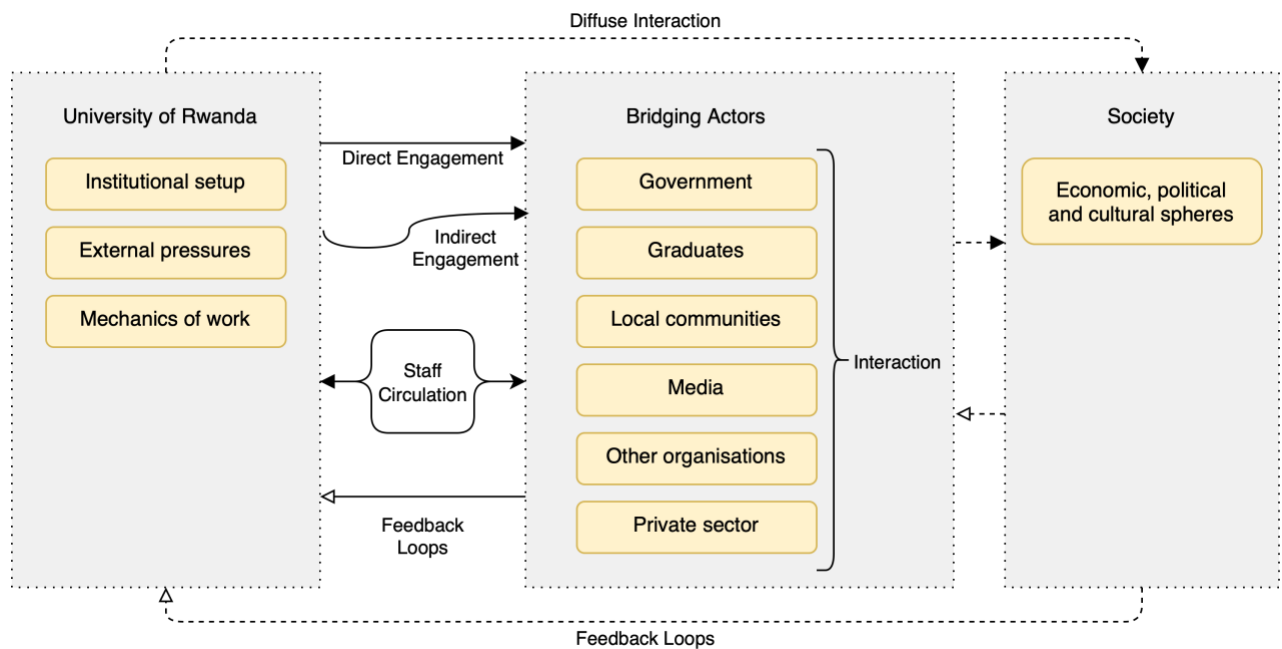 Diffuse Interaction
University of Rwanda
Institutional setup
External pressures
Mechanics of work
Direct Engagement
Indirect
Engagement
Staff
Circulation
Feedback
Loops
Bridging Actors
Government
Graduates
Local communities
Media
Other organisations
Private sector
Interaction
Society
Economic, political
and cultural spheres
Feedback Loops